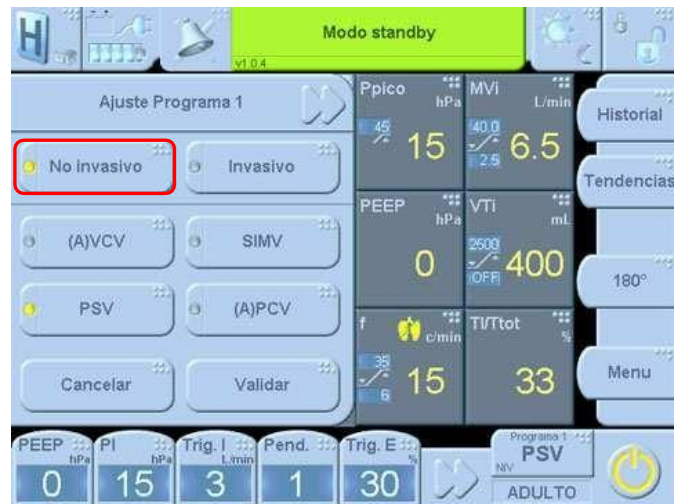 H
Modo standby
v1.0.4
Ajuste Programa 1
No invasivo
Invasivo
(A)VCV
SIMV
PSV
(A)PCV
Cancelar
Validar
Ppico
hPa
45
15
MVi
L/min
40.0
2.5
6.5
PEEP
hPa
0
VTi
mL
2500
OFF
400
f
c/min
35
6
15
TI/Ttot
%
33
Historial
Tendencias
180°
Menu
PEEP
hPa
0
PI
hPa
15
Trig. I
L/min
3
Pend.
1
Trig. E
%
30
Programa 1
PSV
NIV
ADULTO